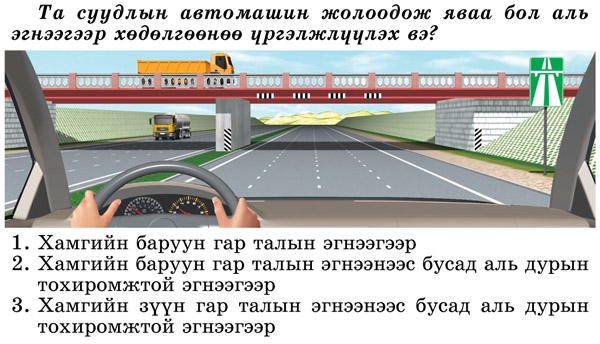 Та суудлын автомашин жолоодож яваа бол аль
эгнээгээр хөдөлгөөнөө үргэлжлүүлэх вэ?
1. Хамгийн баруун гар талын эгнээгээр
2. Хамгийн баруун гар талын эгнээнээс бусад аль дурын
тохиромжтой эгнээгээр
3. Хамгийн зүүн гар талын эгнээнээс бусад аль дурын
тохиромжтой эгнээгээр